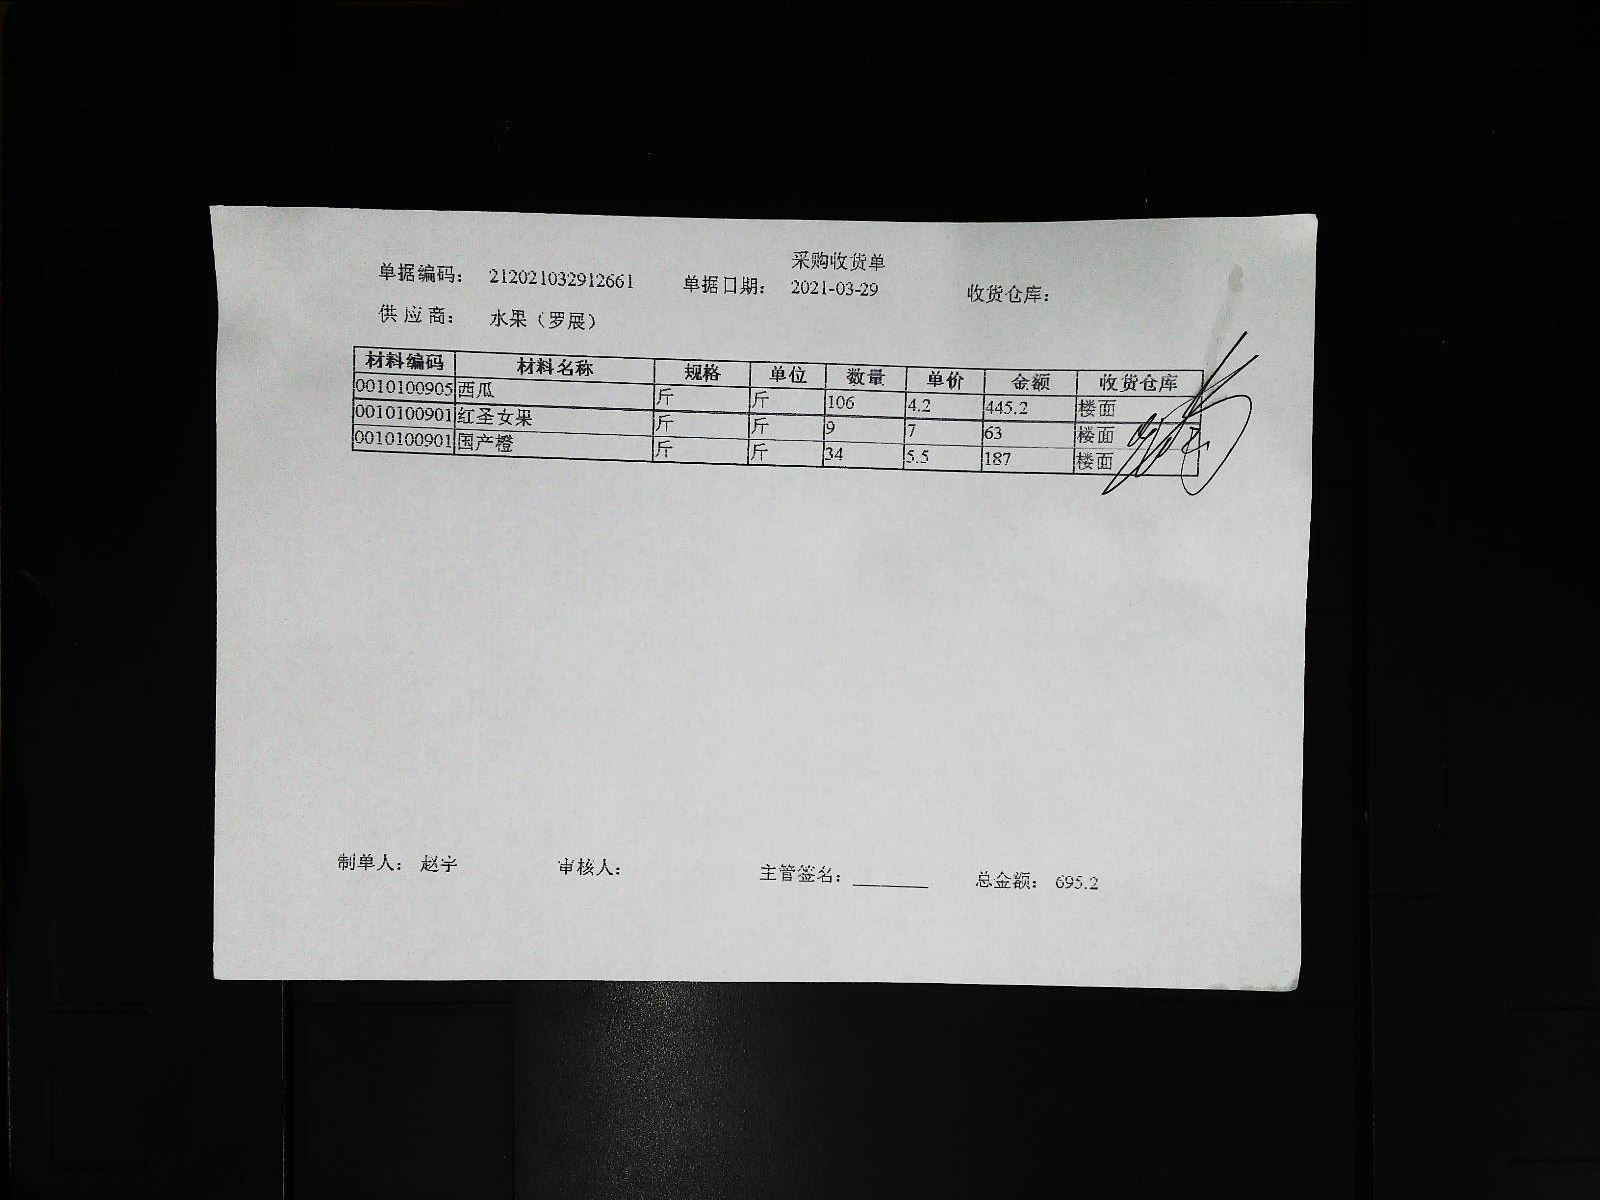 采购收货单
单据编码: 212021032912661 单据日期: 2021-03-29 收货仓库:
供应商: 水果（罗展）
材料编码 材料名称 规格 单位 数量 单价 金额 收货仓库
0010100905 西瓜 斤 斤 106 4.2 445.2 楼面
0010100901 红圣女果 斤 斤 9 7 63 楼面
0010100901 国产橙 斤 斤 34 5.5 187 楼面
制单人: 赵宇 审核人: 主管签名: 总金额: 695.2